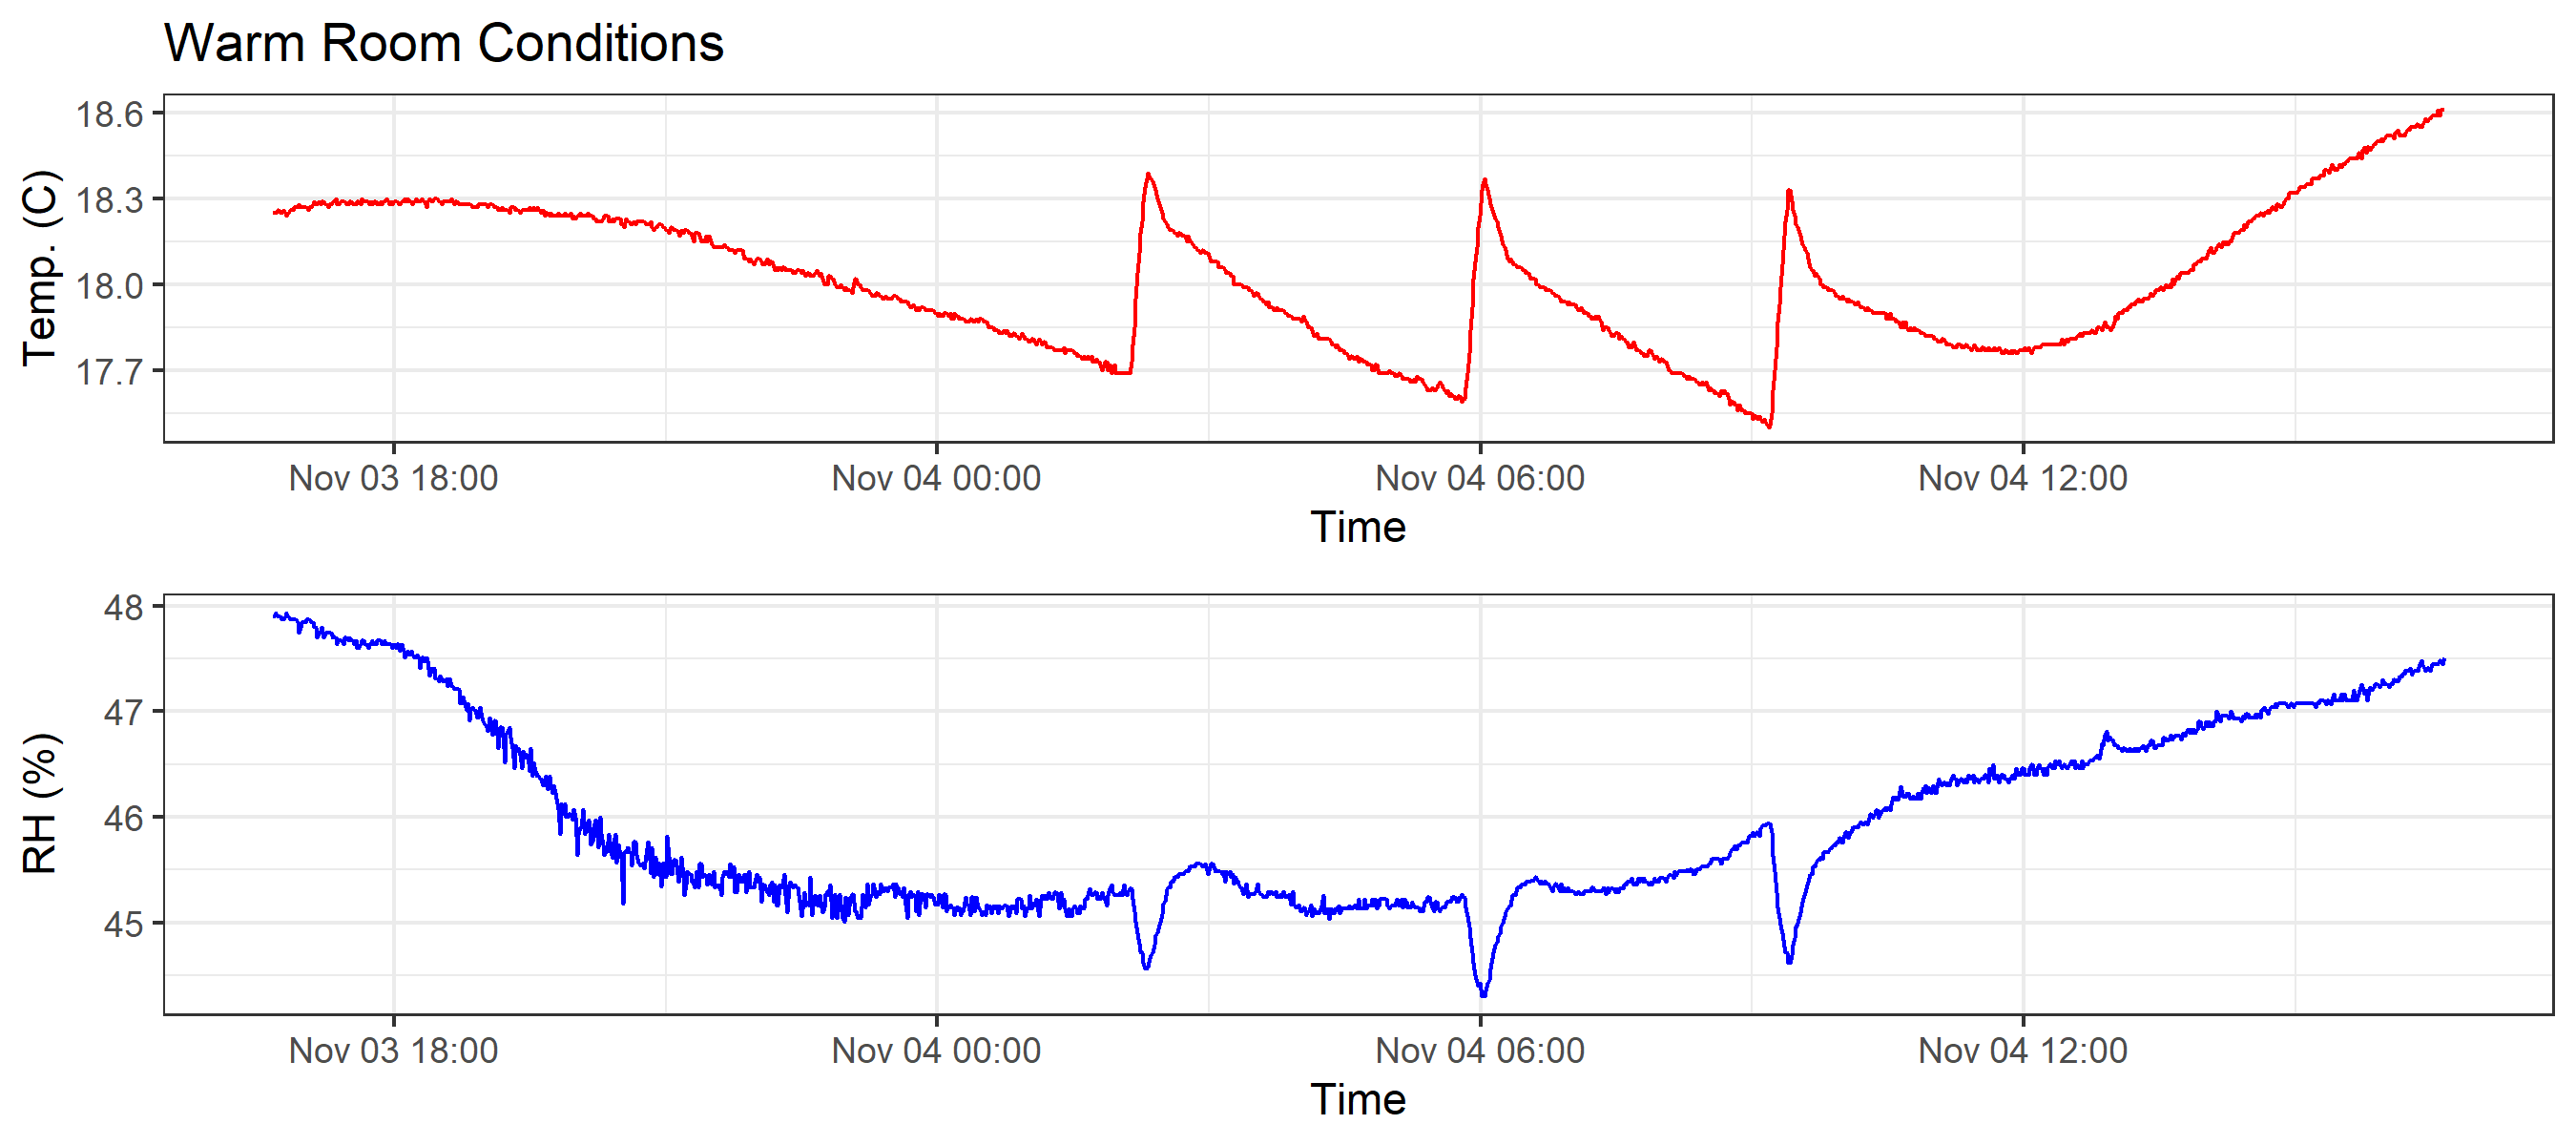 Warm Room Conditions
18.6
18.3
18.0
17.7
Temp. (C)
Nov 03 18:00 Nov 04 00:00 Nov 04 06:00 Nov 04 12:00
Time
48
47
46
45
RH (%)
Nov 03 18:00 Nov 04 00:00 Nov 04 06:00 Nov 04 12:00
Time